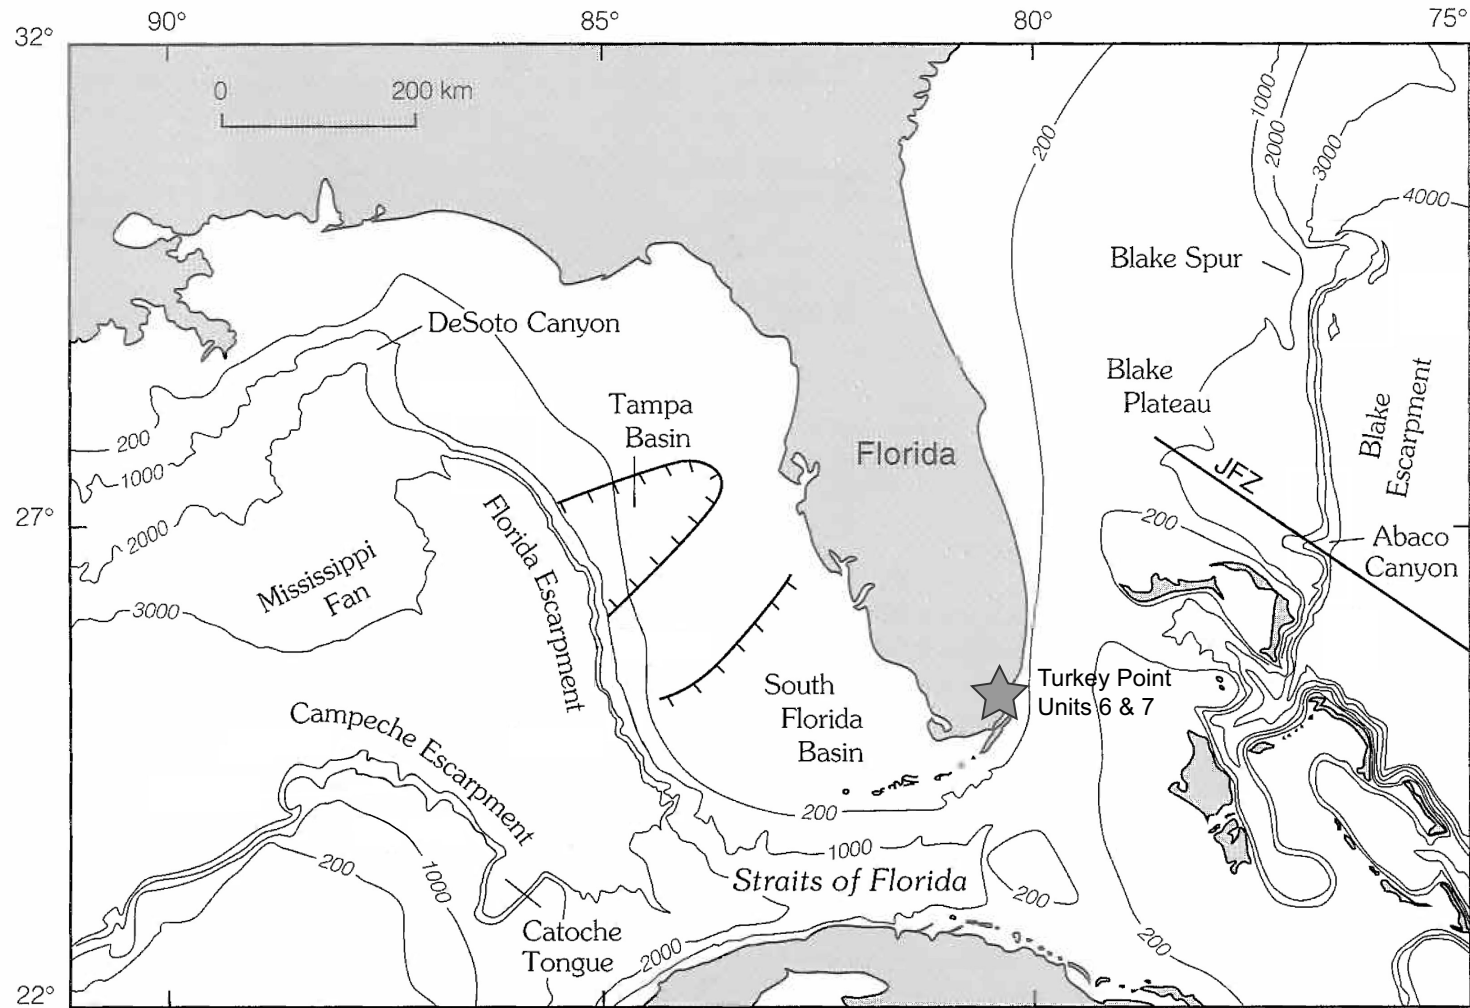 90°
85°
80°
75°
32°
0
200 km
1000
2000
3000
200
4000
Blake Spur
DeSoto Canyon
Blake
Plateau
Blake
Escarpment
Tampa
Basin
Florida
200
1000
2000
JFZ
27°
200
Abaco
Canyon
Florida Escarpment
Mississippi
Fan
3000
Turkey Point
Units 6 & 7
South
Florida
Basin
Campeche Escarpment
200
1000
Straits of Florida
200
1000
200
Catoche
Tongue
2000
200
22°